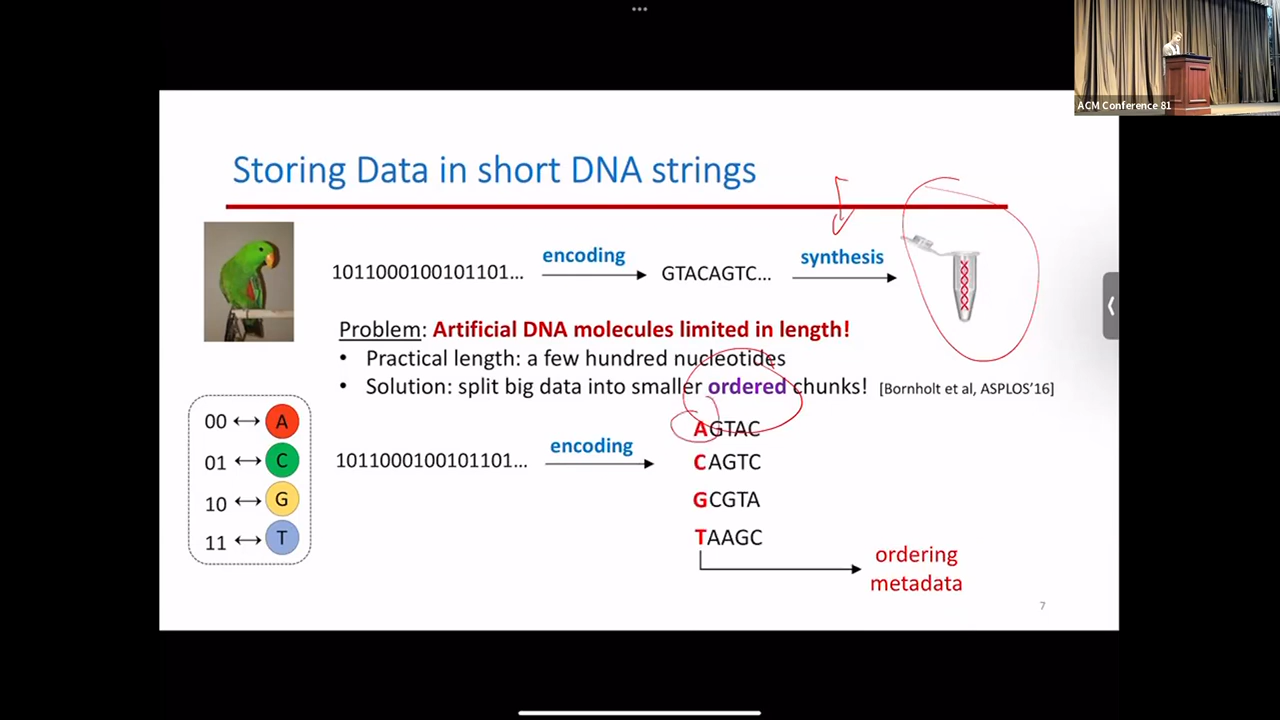 ACM Conference 81
Storing Data in short DNA strings
1011000100101101... encoding GTACAGTC... synthesis
Problem: Artificial DNA molecules limited in length!
• Practical length: a few hundred nucleotides
• Solution: split big data into smaller ordered chunks! [Bornholt et al, ASPLOS'16]
00 A
01 C
10 G
11 T
1011000100101101... encoding
AGTAC
CAGTC
GCGTA
TAAGC
ordering
metadata
7